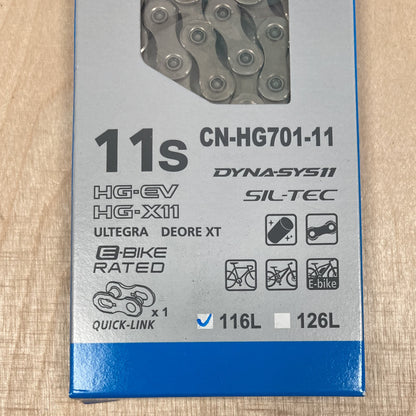 11s CN-HG701-11
DYNA-SYS11
HG-EV SIL-TEC
HG-X11
ULTEGRA DEORE XT
E-BIKE
RATED
E-bike
x 1
QUICK-LINK
116L 126L